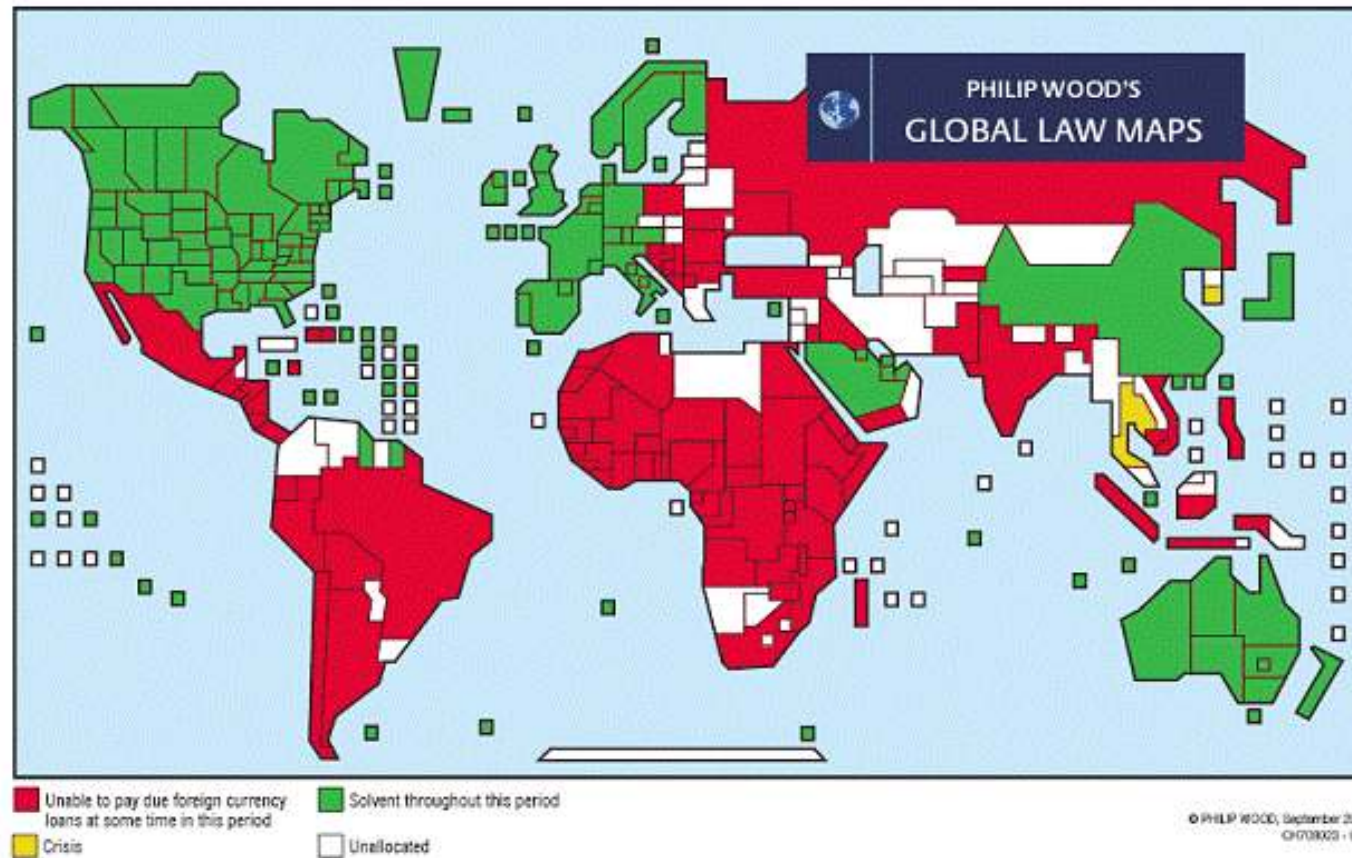 PHILIP WOOD'S
GLOBAL LAW MAPS
Unable to pay due foreign currency
loans at some time in this period
Solvent throughout this period
Crisis
Unallocated
© PHILIP WOOD, September 20